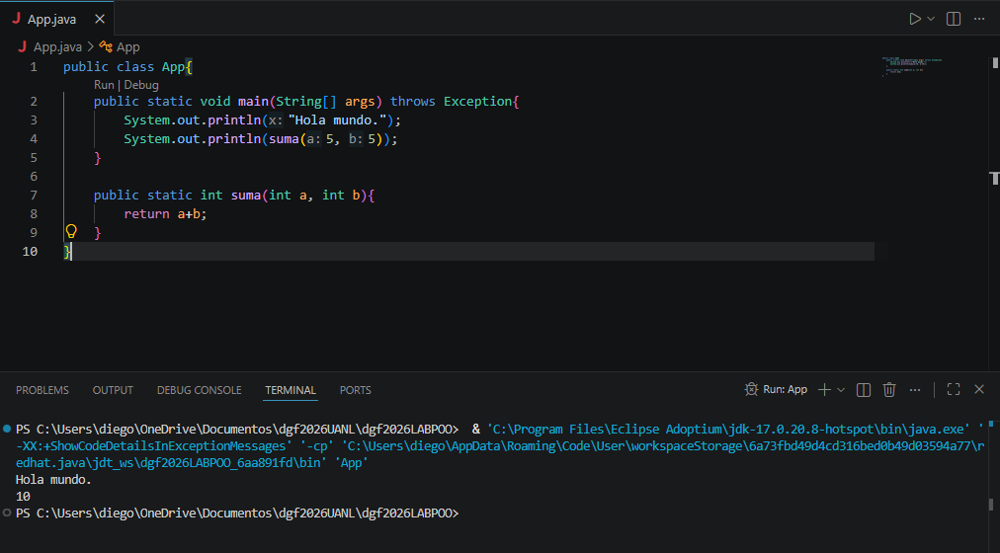 App.java
App.java > App
1 public class App{
Run | Debug
2 public static void main(String[] args) throws Exception{
3 System.out.println(x: "Hola mundo.");
4 System.out.println(suma(a: 5, b: 5));
5 }
6
7 public static int suma(int a, int b){
8 return a+b;
9 }
10 }
PROBLEMS OUTPUT DEBUG CONSOLE TERMINAL PORTS Run: App
PS C:\Users\diego\OneDrive\Documentos\dgf2026UANL\dgf2026LABPOO>  & 'C:\Program Files\Eclipse Adoptium\jdk-17.0.20.8-hotspot\bin\java.exe' '
-XX:+ShowCodeDetailsInExceptionMessages' '-cp' 'C:\Users\diego\AppData\Roaming\Code\User\workspaceStorage\6a73fbd49d4cd316bed0b49d03594a77\r
edhat.java\jdt_ws\dgf2026LABPOO_6aa891fd\bin' 'App'
Hola mundo.
10
PS C:\Users\diego\OneDrive\Documentos\dgf2026UANL\dgf2026LABPOO>